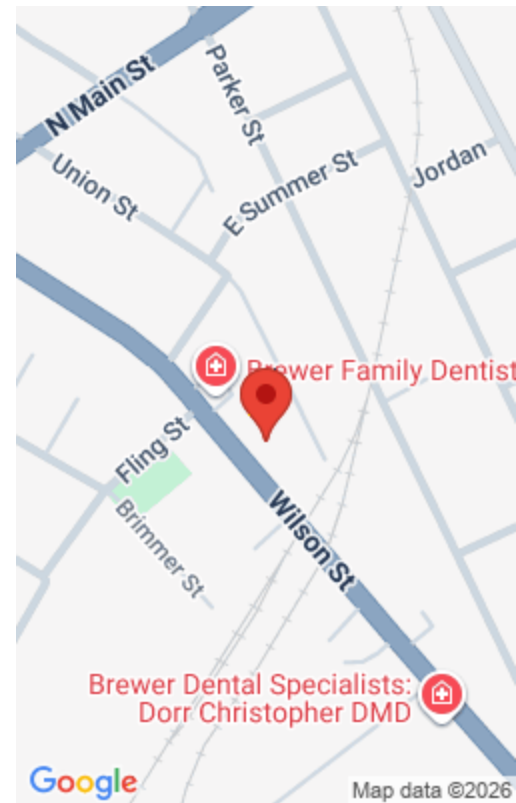 N Main St
Parker St
Union St
E Summer St
Jordan
Brewer Family Dentist
Fling St
Brimmer St
Wilson St
Brewer Dental Specialists:
Dorr Christopher DMD
Google
Map data ©2026